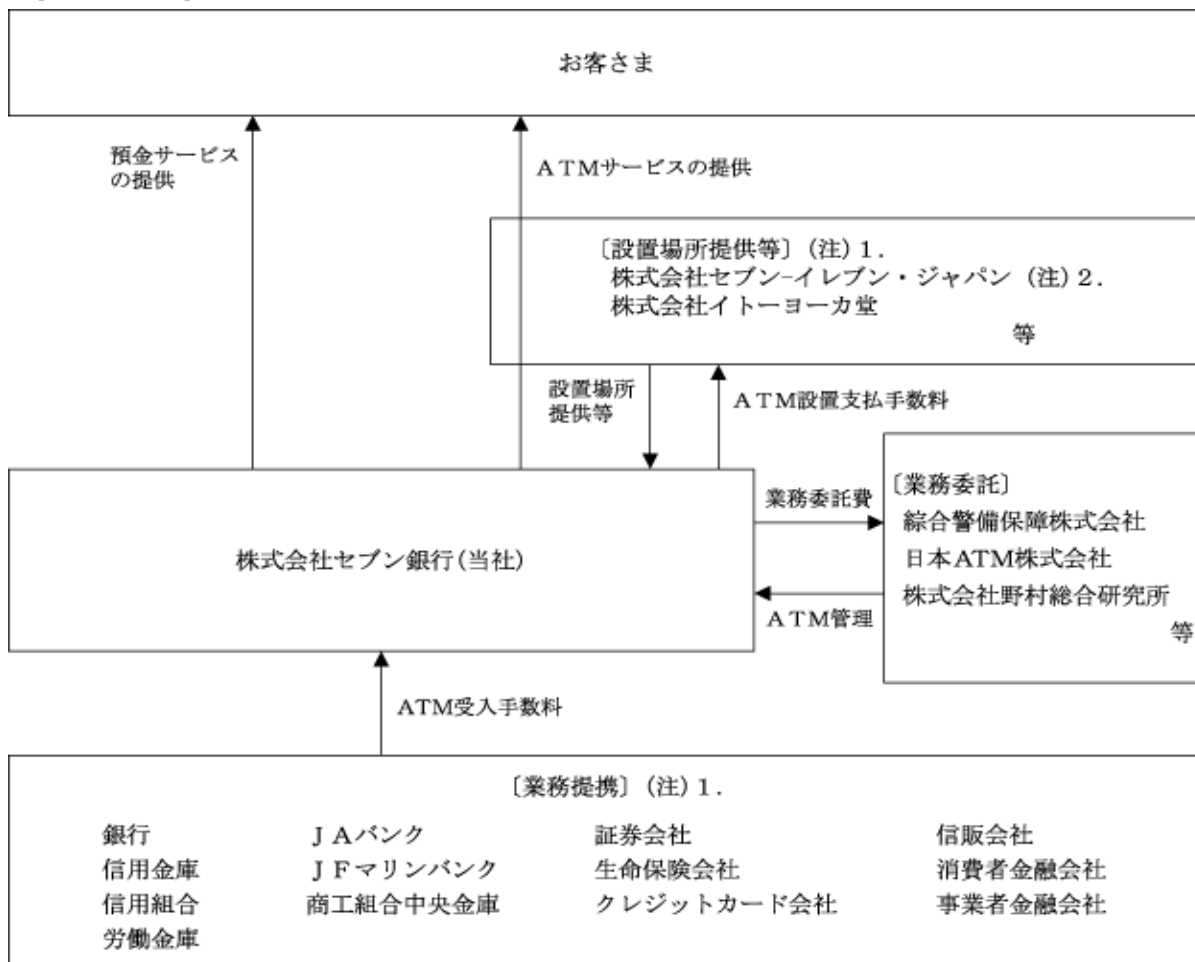 お客さま
預金サービス
の提供
ATMサービスの提供
〔設置場所提供等〕(注)1.
株式会社セブン-イレブン・ジャパン (注)2.
株式会社イトーヨーカ堂
等
設置場所
提供等
ATM設置支払手数料
株式会社セブン銀行(当社)
業務委託費
ATM管理
〔業務委託〕
綜合警備保障株式会社
日本ATM株式会社
株式会社野村総合研究所
等
ATM受入手数料
〔業務提携〕(注)1.
銀行 JAバンク 証券会社 信販会社
信用金庫 JFマリンバンク 生命保険会社 消費者金融会社
信用組合 商工組合中央金庫 クレジットカード会社 事業者金融会社
労働金庫